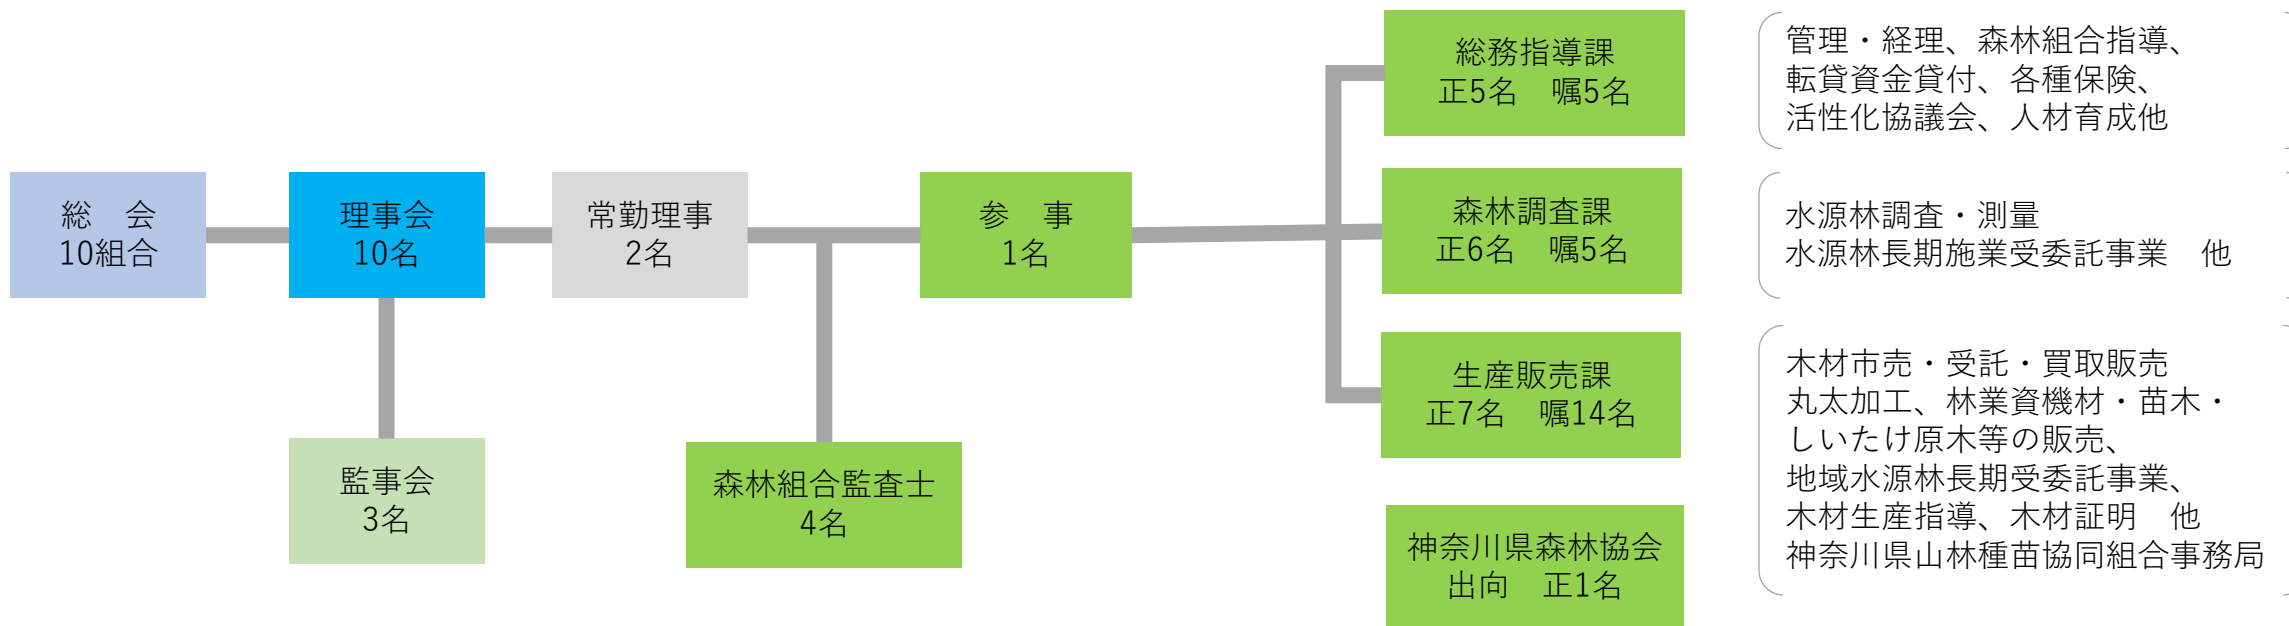 総　会
10組合
理事会
10名
監事会
3名
常勤理事
2名
森林組合監査士
4名
参　事
1名
総務指導課
正5名　嘱5名
管理・経理、森林組合指導、
転貸資金貸付、各種保険、
活性化協議会、人材育成他
森林調査課
正6名　嘱5名
水源林調査・測量
水源林長期施業受委託事業　他
生産販売課
正7名　嘱14名
木材市売・受託・買取販売
丸太加工、林業資機材・苗木・
しいたけ原木等の販売、
地域水源林長期受委託事業、
木材生産指導、木材証明　他
神奈川県山林種苗協同組合事務局
神奈川県森林協会
出向　正1名